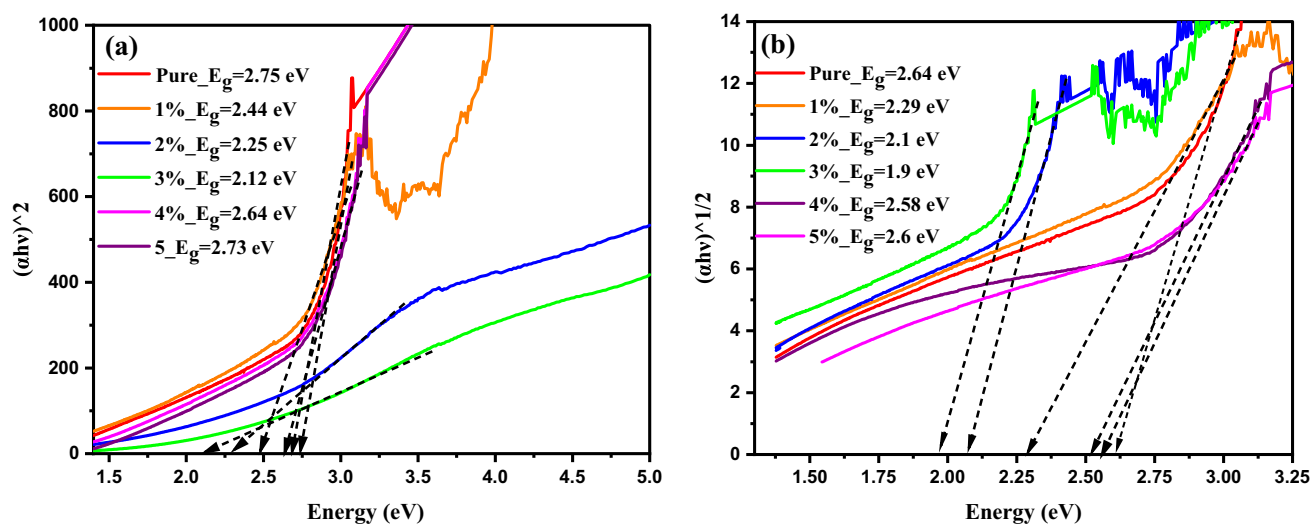 (a)
Pure_Eg=2.75 eV
1%_Eg=2.44 eV
2%_Eg=2.25 eV
3%_Eg=2.12 eV
4%_Eg=2.64 eV
5_Eg=2.73 eV
(αhν)^2
1000
800
600
400
200
0
1.5 2.0 2.5 3.0 3.5 4.0 4.5 5.0
Energy (eV)
(b)
Pure_Eg=2.64 eV
1%_Eg=2.29 eV
2%_Eg=2.1 eV
3%_Eg=1.9 eV
4%_Eg=2.58 eV
5%_Eg=2.6 eV
(αhν)^1/2
14
12
10
8
6
4
2
0
1.50 1.75 2.00 2.25 2.50 2.75 3.00 3.25
Energy (eV)